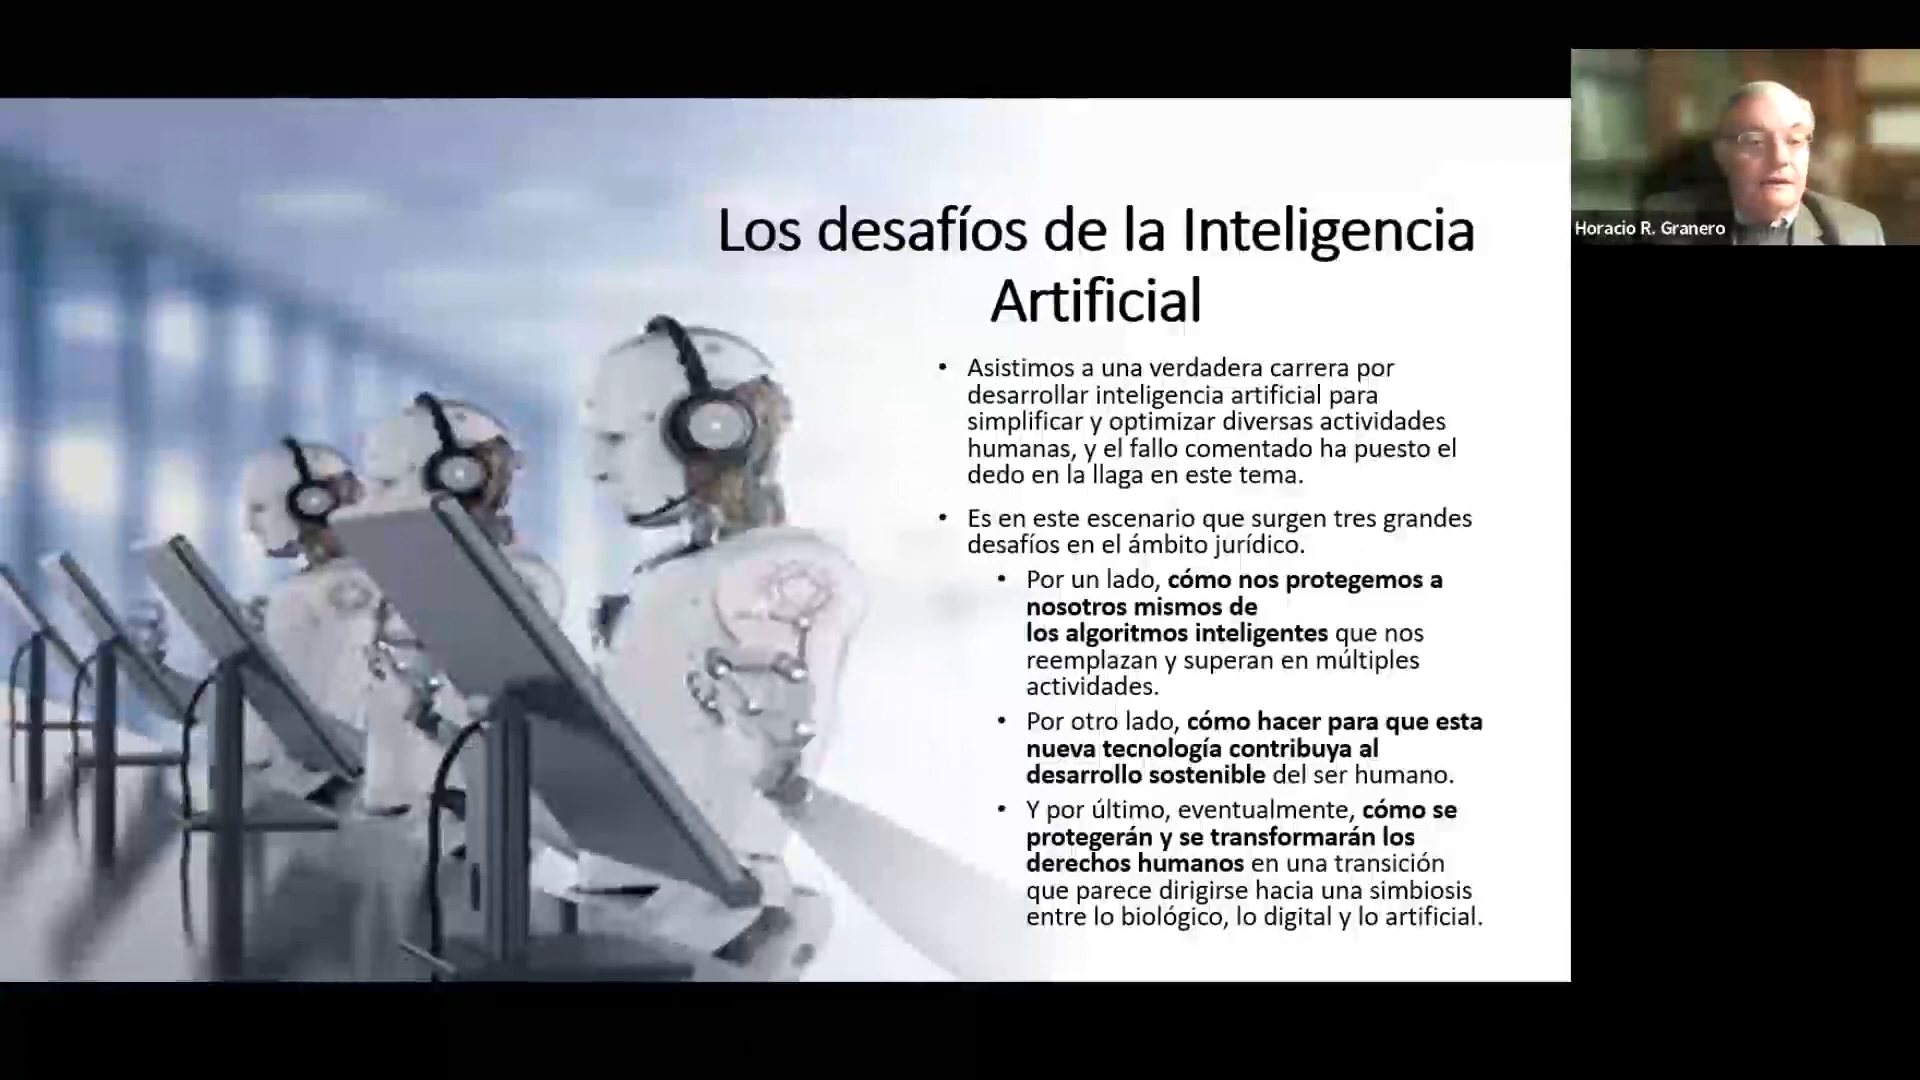 Los desafíos de la Inteligencia
Artificial
• Asistimos a una verdadera carrera por
desarrollar inteligencia artificial para
simplificar y optimizar diversas actividades
humanas, y el fallo comentado ha puesto el
dedo en la llaga en este tema.
• Es en este escenario que surgen tres grandes
desafíos en el ámbito jurídico.
• Por un lado, cómo nos protegemos a
nosotros mismos de
los algoritmos inteligentes que nos
reemplazan y superan en múltiples
actividades.
• Por otro lado, cómo hacer para que esta
nueva tecnología contribuya al
desarrollo sostenible del ser humano.
• Y por último, eventualmente, cómo se
protegerán y se transformarán los
derechos humanos en una transición
que parece dirigirse hacia una simbiosis
entre lo biológico, lo digital y lo artificial.
Horacio R. Granero